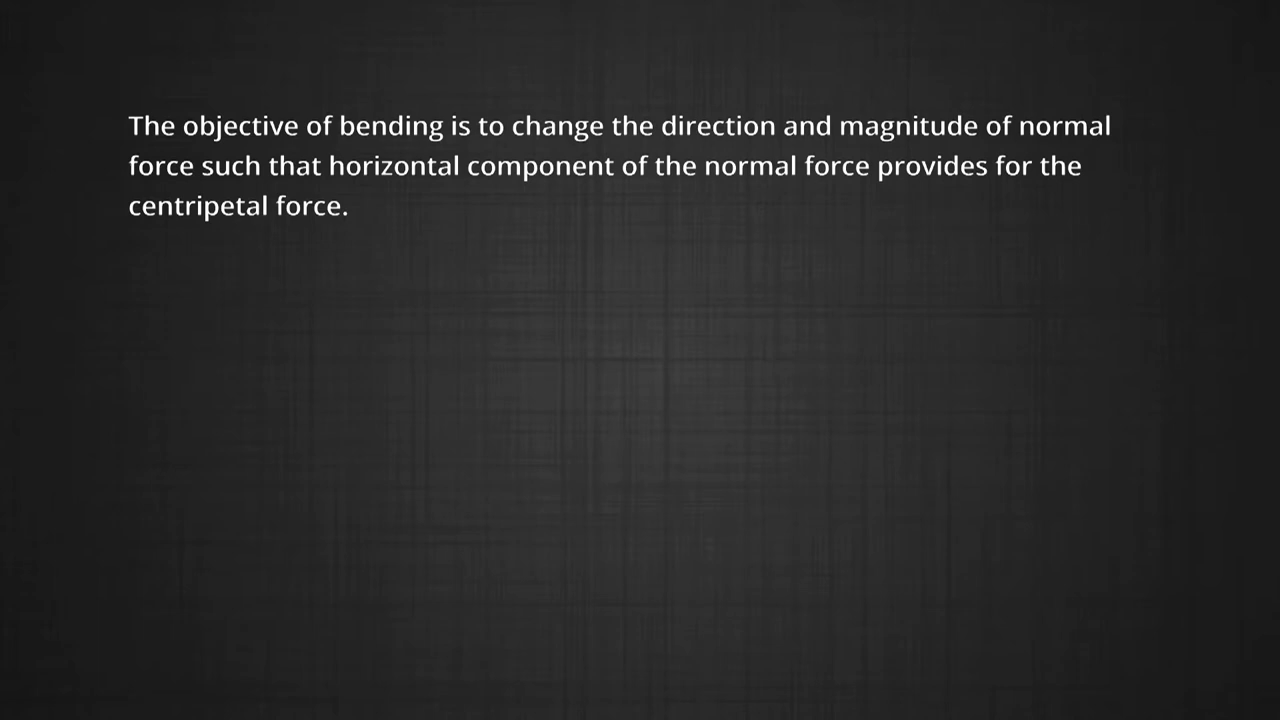 The objective of bending is to change the direction and magnitude of normal
force such that horizontal component of the normal force provides for the
centripetal force.